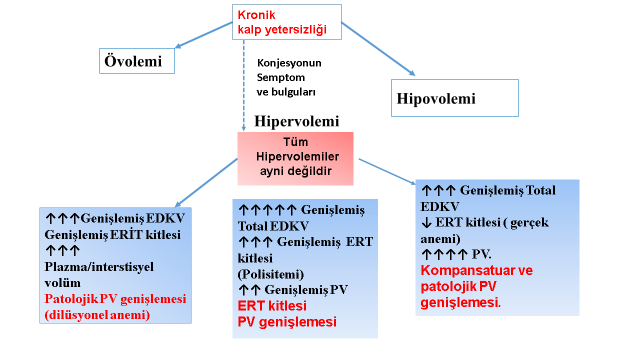 Kronik
kalp yetersizliği
Övolemi
Konjesyonun
Semptom
ve bulguları
Hipovolemi
Hipervolemi
Tüm
Hipervolemiler
ayni değildir
↑↑↑Genişlemiş EDKV
Genişlemiş ERİT kitlesi
↑↑↑
Plazma/interstisyel
volüm
Patolojik PV genişlemesi
(dilüsyonel anemi)
↑↑↑↑↑ Genişlemiş
Total EDKV
↑↑↑ Genişlemiş ERT
kitlesi
(Polisitemi)
↑↑ Genişlemiş PV
ERT kitlesi
PV genişlemesi
↑↑↑ Genişlemiş Total
EDKV
↓ ERT kitlesi ( gerçek
anemi)
↑↑↑↑ PV.
Kompansatuar ve
patolojik PV
genişlemesi.